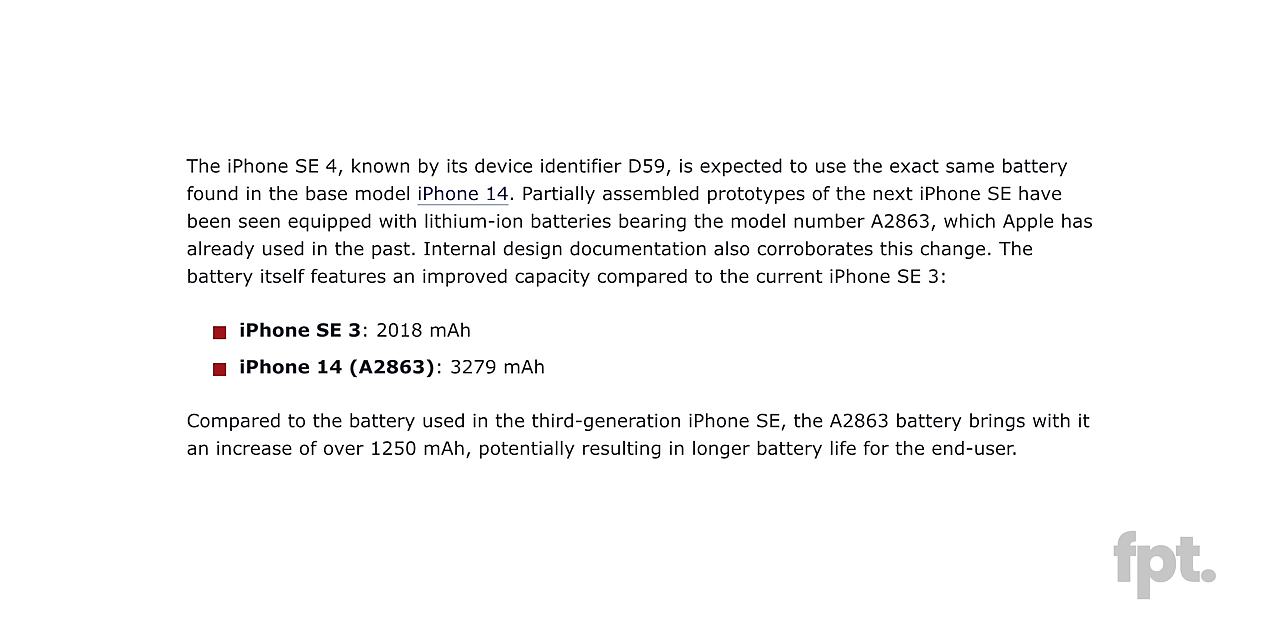 The iPhone SE 4, known by its device identifier D59, is expected to use the exact same battery
found in the base model iPhone 14. Partially assembled prototypes of the next iPhone SE have
been seen equipped with lithium-ion batteries bearing the model number A2863, which Apple has
already used in the past. Internal design documentation also corroborates this change. The
battery itself features an improved capacity compared to the current iPhone SE 3:
iPhone SE 3: 2018 mAh
iPhone 14 (A2863): 3279 mAh
Compared to the battery used in the third-generation iPhone SE, the A2863 battery brings with it
an increase of over 1250 mAh, potentially resulting in longer battery life for the end-user.
fpt.